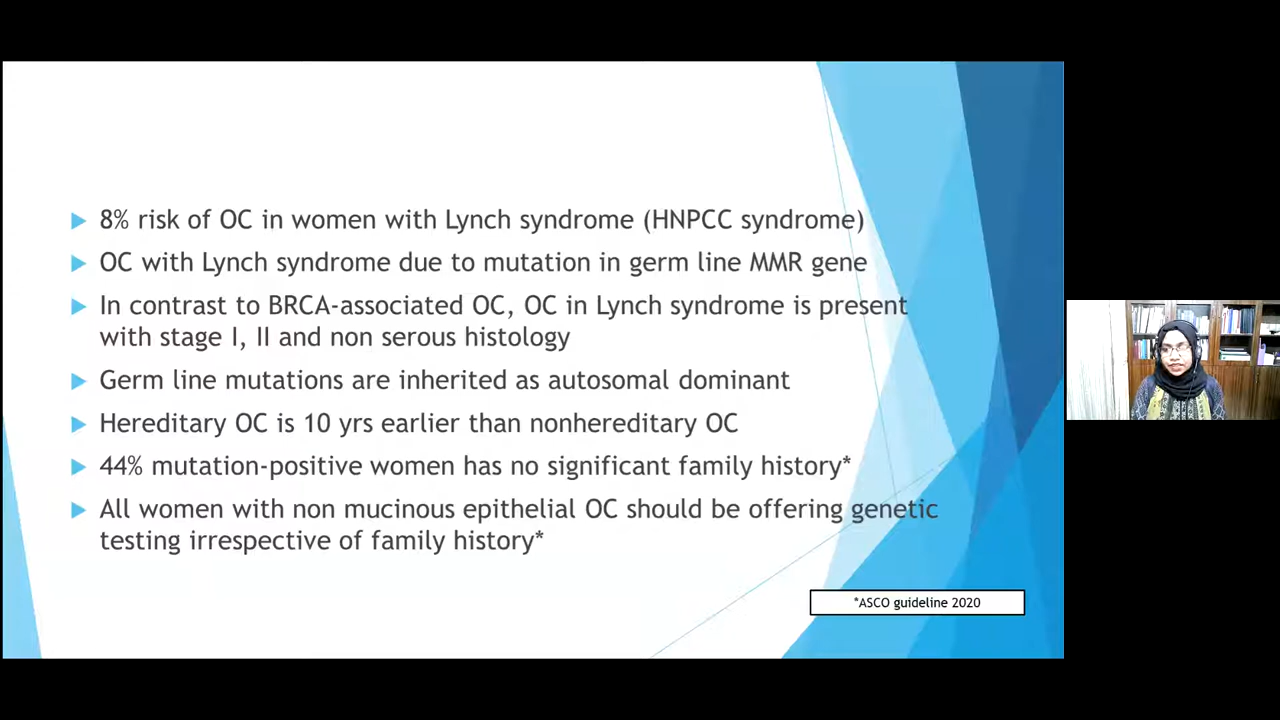 8% risk of OC in women with Lynch syndrome (HNPCC syndrome)
OC with Lynch syndrome due to mutation in germ line MMR gene
In contrast to BRCA-associated OC, OC in Lynch syndrome is present
with stage I, II and non serous histology
Germ line mutations are inherited as autosomal dominant
Hereditary OC is 10 yrs earlier than nonhereditary OC
44% mutation-positive women has no significant family history*
All women with non mucinous epithelial OC should be offering genetic
testing irrespective of family history*
*ASCO guideline 2020